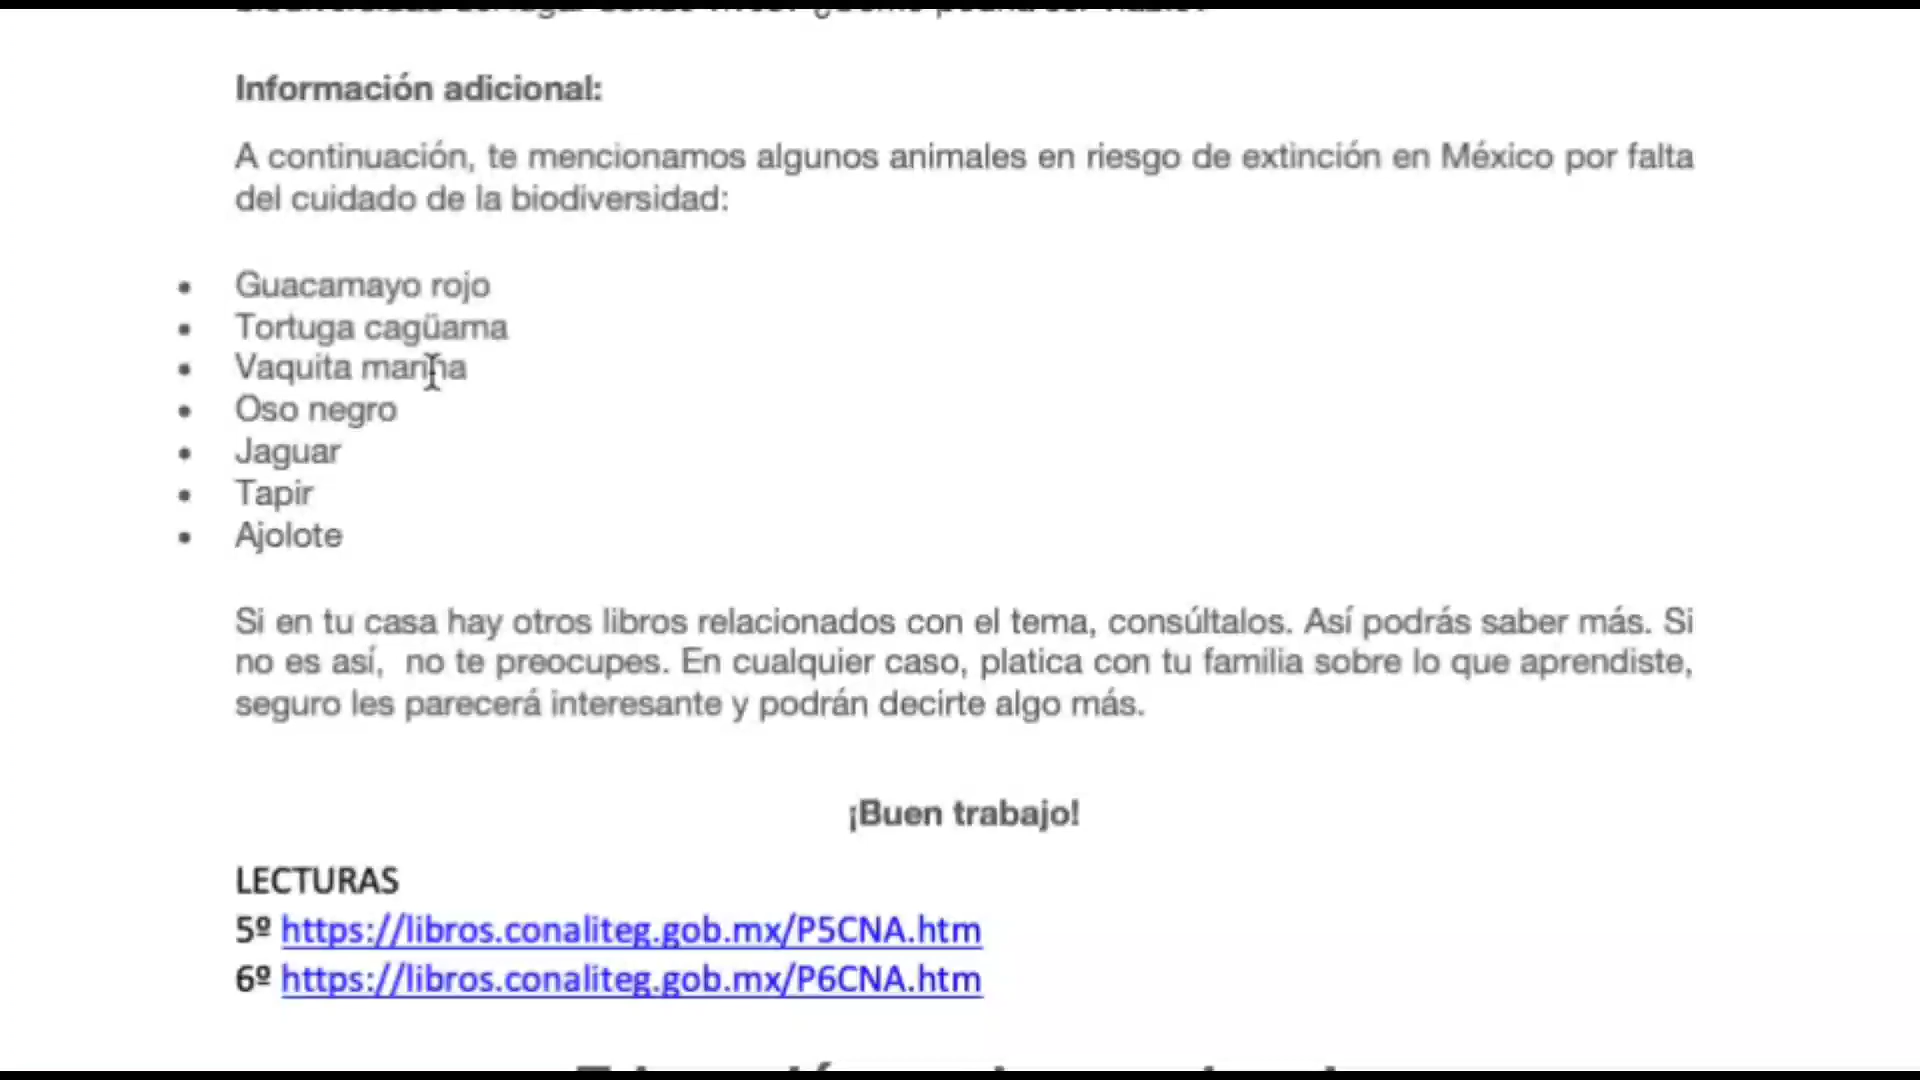 Información adicional:
A continuación, te mencionamos algunos animales en riesgo de extinción en México por falta
del cuidado de la biodiversidad:
• Guacamayo rojo
• Tortuga cagüama
• Vaquita marina
• Oso negro
• Jaguar
• Tapir
• Ajolote
Si en tu casa hay otros libros relacionados con el tema, consúltalos. Así podrás saber más. Si
no es así,  no te preocupes. En cualquier caso, platica con tu familia sobre lo que aprendiste,
seguro les parecerá interesante y podrán decirte algo más.
¡Buen trabajo!
LECTURAS
5º https://libros.conaliteg.gob.mx/P5CNA.htm
6º https://libros.conaliteg.gob.mx/P6CNA.htm